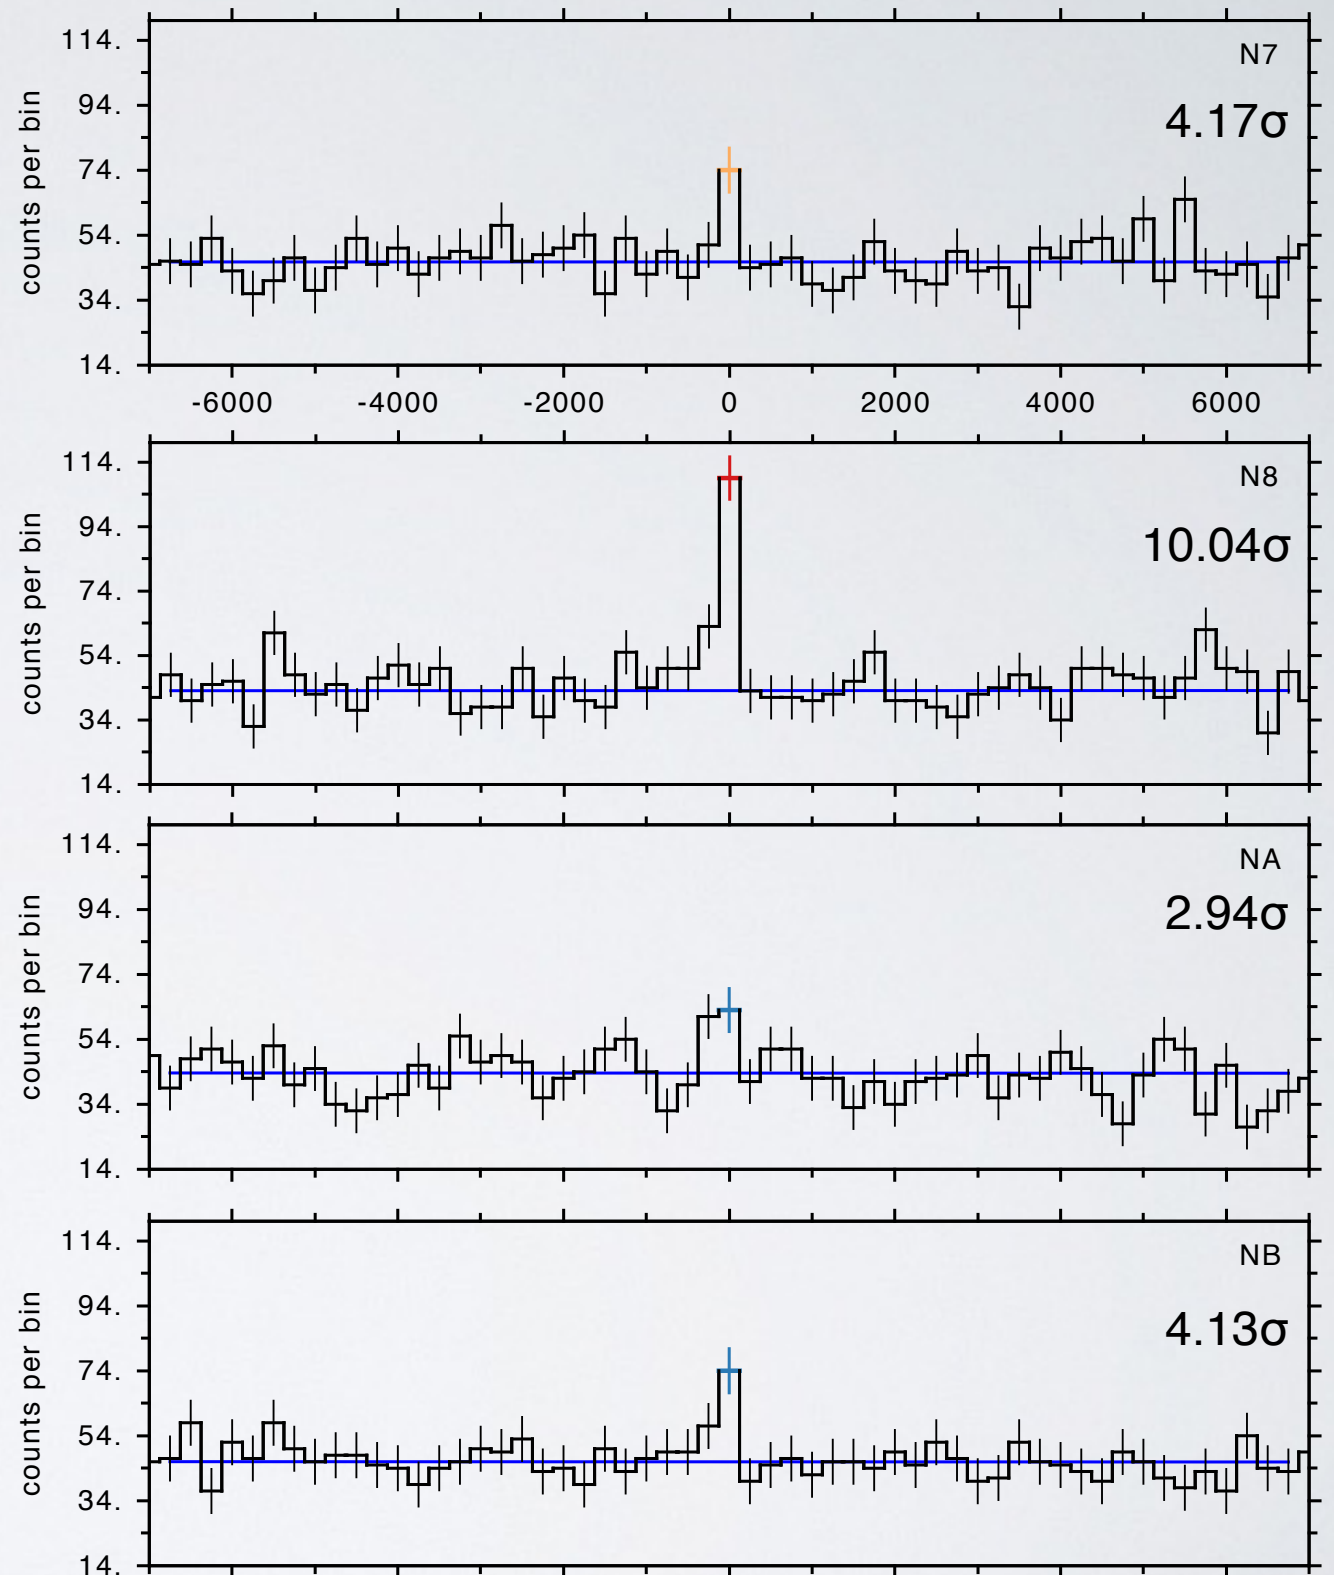 counts per bin
114.
94.
74.
54.
34.
14.
N7
4.17σ
-6000 -4000 -2000 0 2000 4000 6000
counts per bin
114.
94.
74.
54.
34.
14.
N8
10.04σ
counts per bin
114.
94.
74.
54.
34.
14.
NA
2.94σ
counts per bin
114.
94.
74.
54.
34.
14.
NB
4.13σ